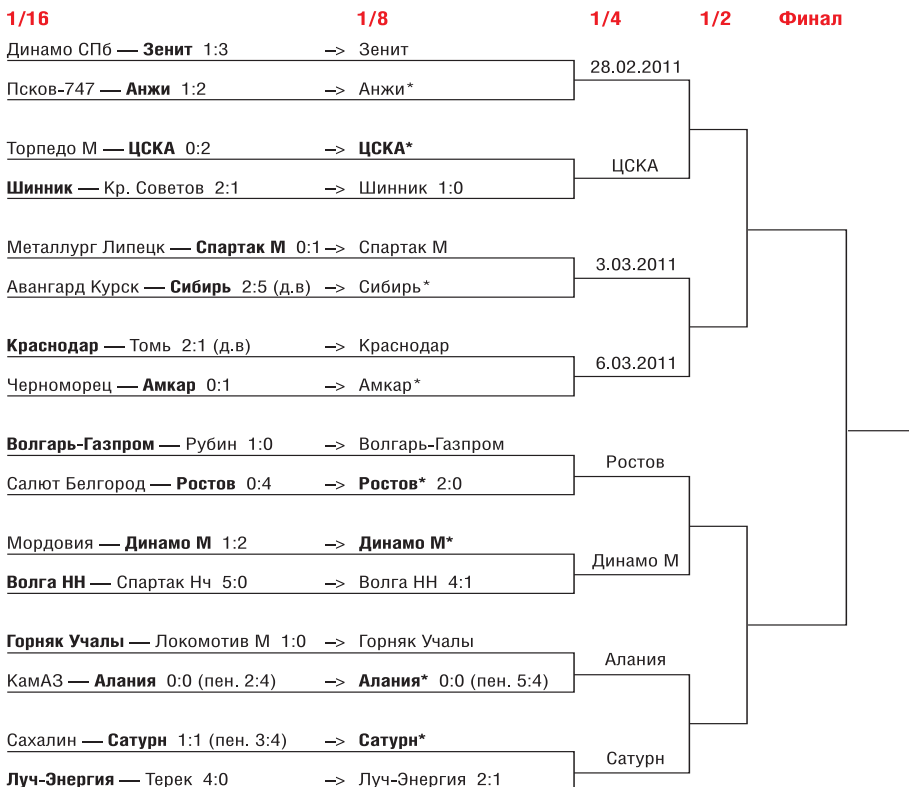 1/16 1/8 1/4 1/2 Финал
Динамо СПб — Зенит 1:3 –> Зенит
28.02.2011
Псков-747 — Анжи 1:2 –> Анжи*
Торпедо М — ЦСКА 0:2 –> ЦСКА*
ЦСКА
Шинник — Кр. Советов 2:1 –> Шинник 1:0
Металлург Липецк — Спартак М 0:1 –> Спартак М
3.03.2011
Авангард Курск — Сибирь 2:5 (д.в) –> Сибирь*
Краснодар — Томь 2:1 (д.в) –> Краснодар
6.03.2011
Черноморец — Амкар 0:1 –> Амкар*
Волгарь-Газпром — Рубин 1:0 –> Волгарь-Газпром
Ростов
Салют Белгород — Ростов 0:4 –> Ростов* 2:0
Мордовия — Динамо М 1:2 –> Динамо М*
Динамо М
Волга НН — Спартак Нч 5:0 –> Волга НН 4:1
Горняк Учалы — Локомотив М 1:0 –> Горняк Учалы
Алания
КамАЗ — Алания 0:0 (пен. 2:4) –> Алания* 0:0 (пен. 5:4)
Сахалин — Сатурн 1:1 (пен. 3:4) –> Сатурн*
Сатурн
Луч-Энергия — Терек 4:0 –> Луч-Энергия 2:1